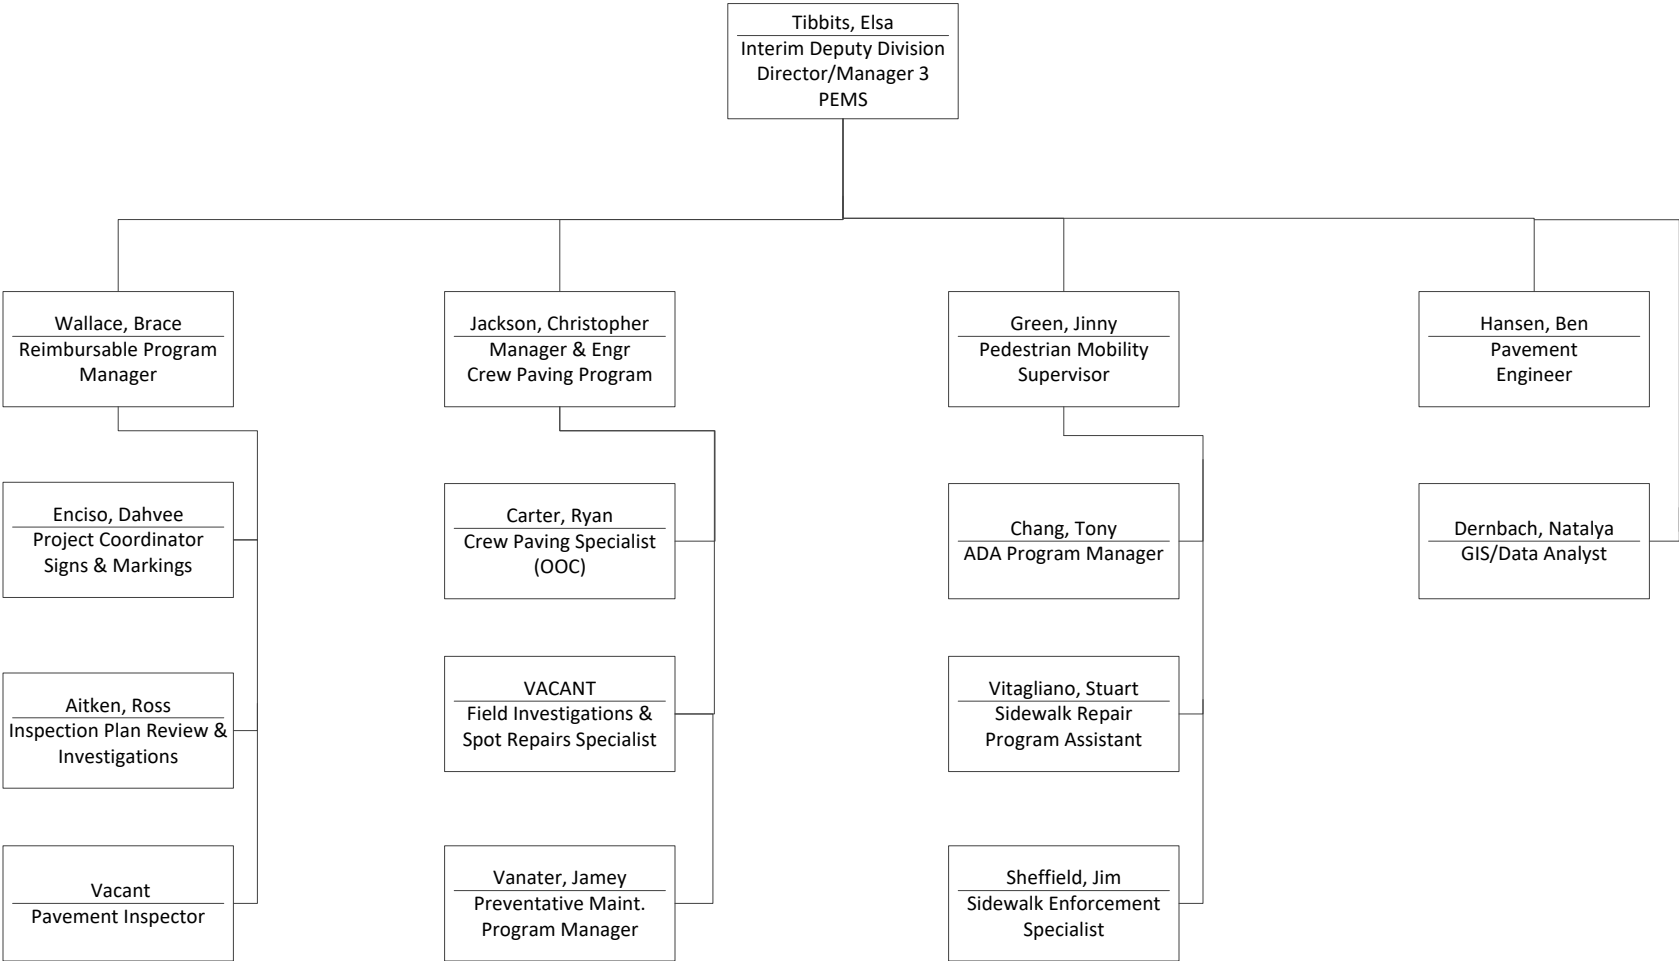 Tibbits, Elsa
Interim Deputy Division
Director/Manager 3
PEMS
Wallace, Brace
Reimbursable Program
Manager
Jackson, Christopher
Manager & Engr
Crew Paving Program
Green, Jinny
Pedestrian Mobility
Supervisor
Hansen, Ben
Pavement
Engineer
Enciso, Dahvee
Project Coordinator
Signs & Markings
Carter, Ryan
Crew Paving Specialist
(OOC)
Chang, Tony
ADA Program Manager
Dernbach, Natalya
GIS/Data Analyst
Aitken, Ross
Inspection Plan Review &
Investigations
VACANT
Field Investigations &
Spot Repairs Specialist
Vitagliano, Stuart
Sidewalk Repair
Program Assistant
Vacant
Pavement Inspector
Vanater, Jamey
Preventative Maint.
Program Manager
Sheffield, Jim
Sidewalk Enforcement
Specialist